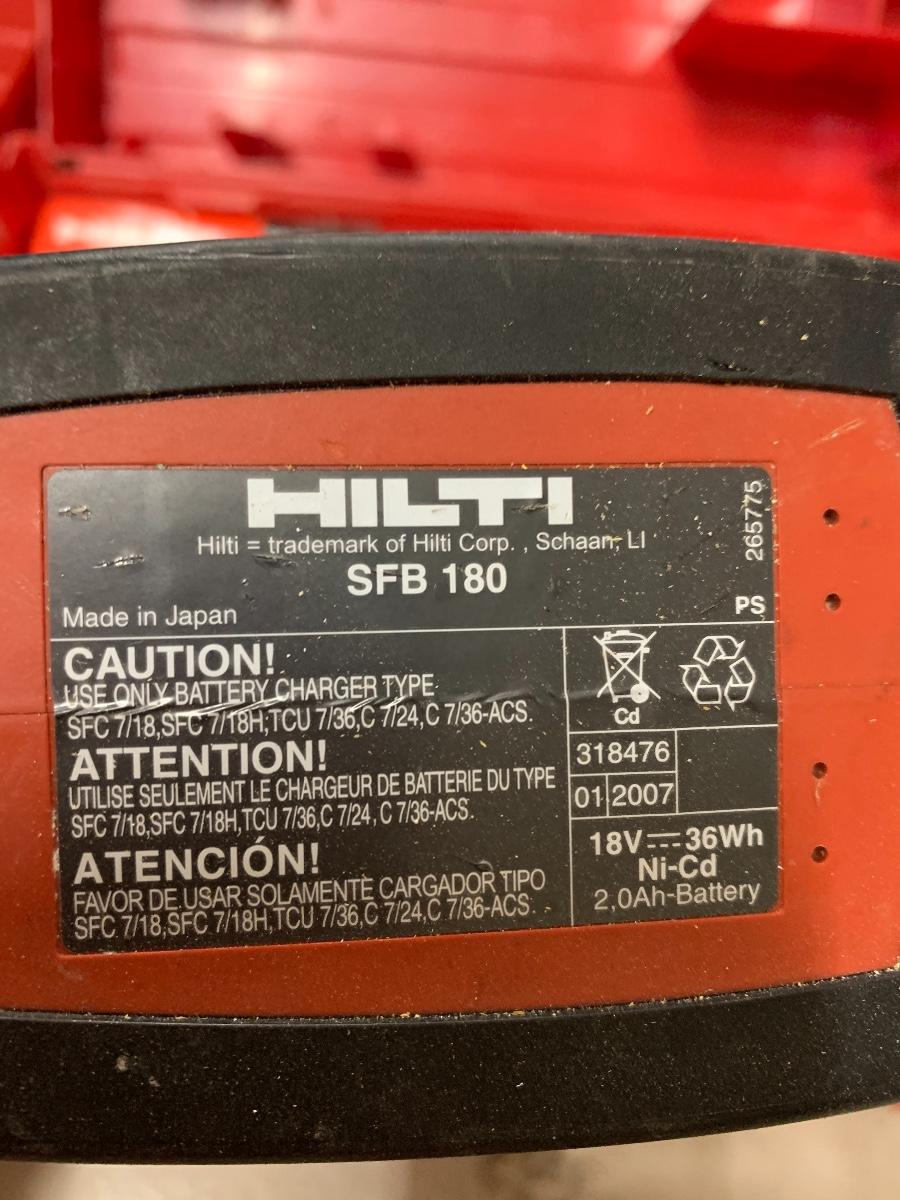 HILTI
Hilti = trademark of Hilti Corp. , Schaan, LI
SFB 180
265775
Made in Japan
PS
CAUTION!
USE ONLY BATTERY CHARGER TYPE
SFC 7/18,SFC 7/18H,TCU 7/36,C 7/24,C 7/36-ACS.
ATTENTION!
UTILISE SEULEMENT LE CHARGEUR DE BATTERIE DU TYPE
SFC 7/18,SFC 7/18H,TCU 7/36,C 7/24, C 7/36-ACS.
ATENCIÓN!
FAVOR DE USAR SOLAMENTE CARGADOR TIPO
SFC 7/18,SFC 7/18H,TCU 7/36,C 7/24,C 7/36-ACS.
Cd
318476
01 2007
18V⎓36Wh
Ni-Cd
2,0Ah-Battery